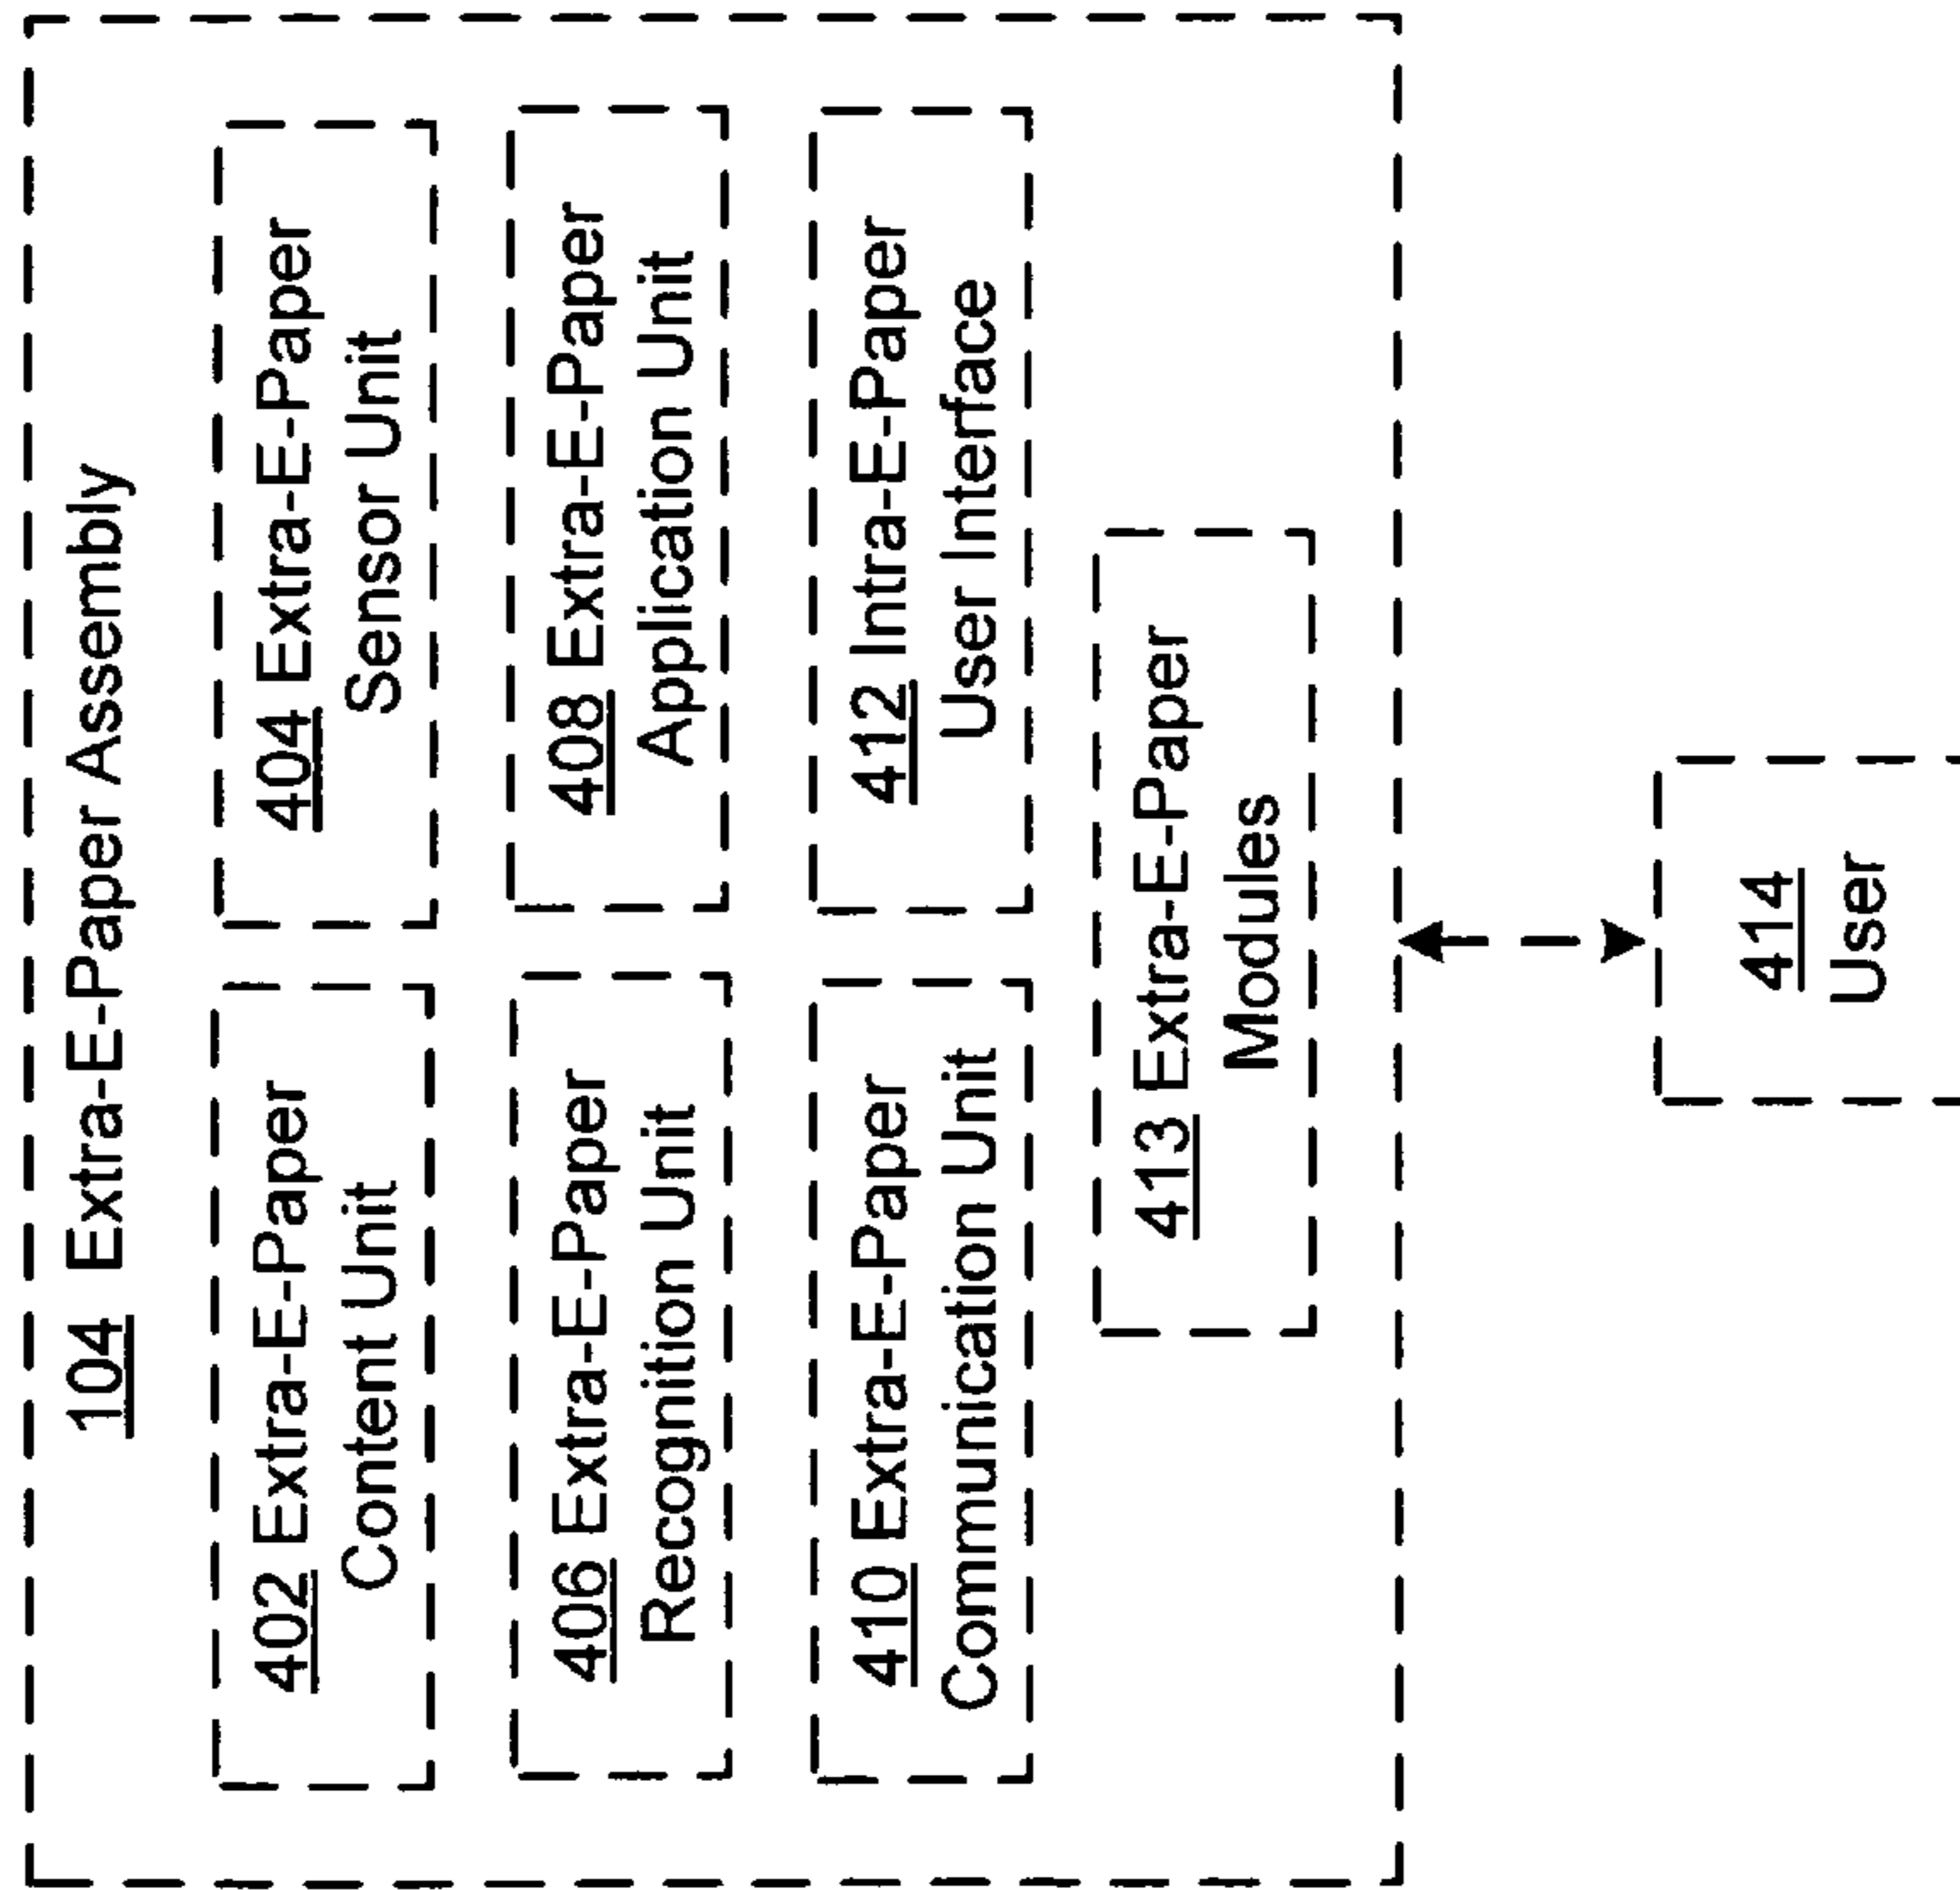 104 Extra-E-Paper Assembly
402 Extra-E-Paper
Content Unit
404 Extra-E-Paper
Sensor Unit
406 Extra-E-Paper
Recognition Unit
408 Extra-E-Paper
Application Unit
410 Extra-E-Paper
Communication Unit
412 Intra-E-Paper
User Interface
413 Extra-E-Paper
Modules
414
User